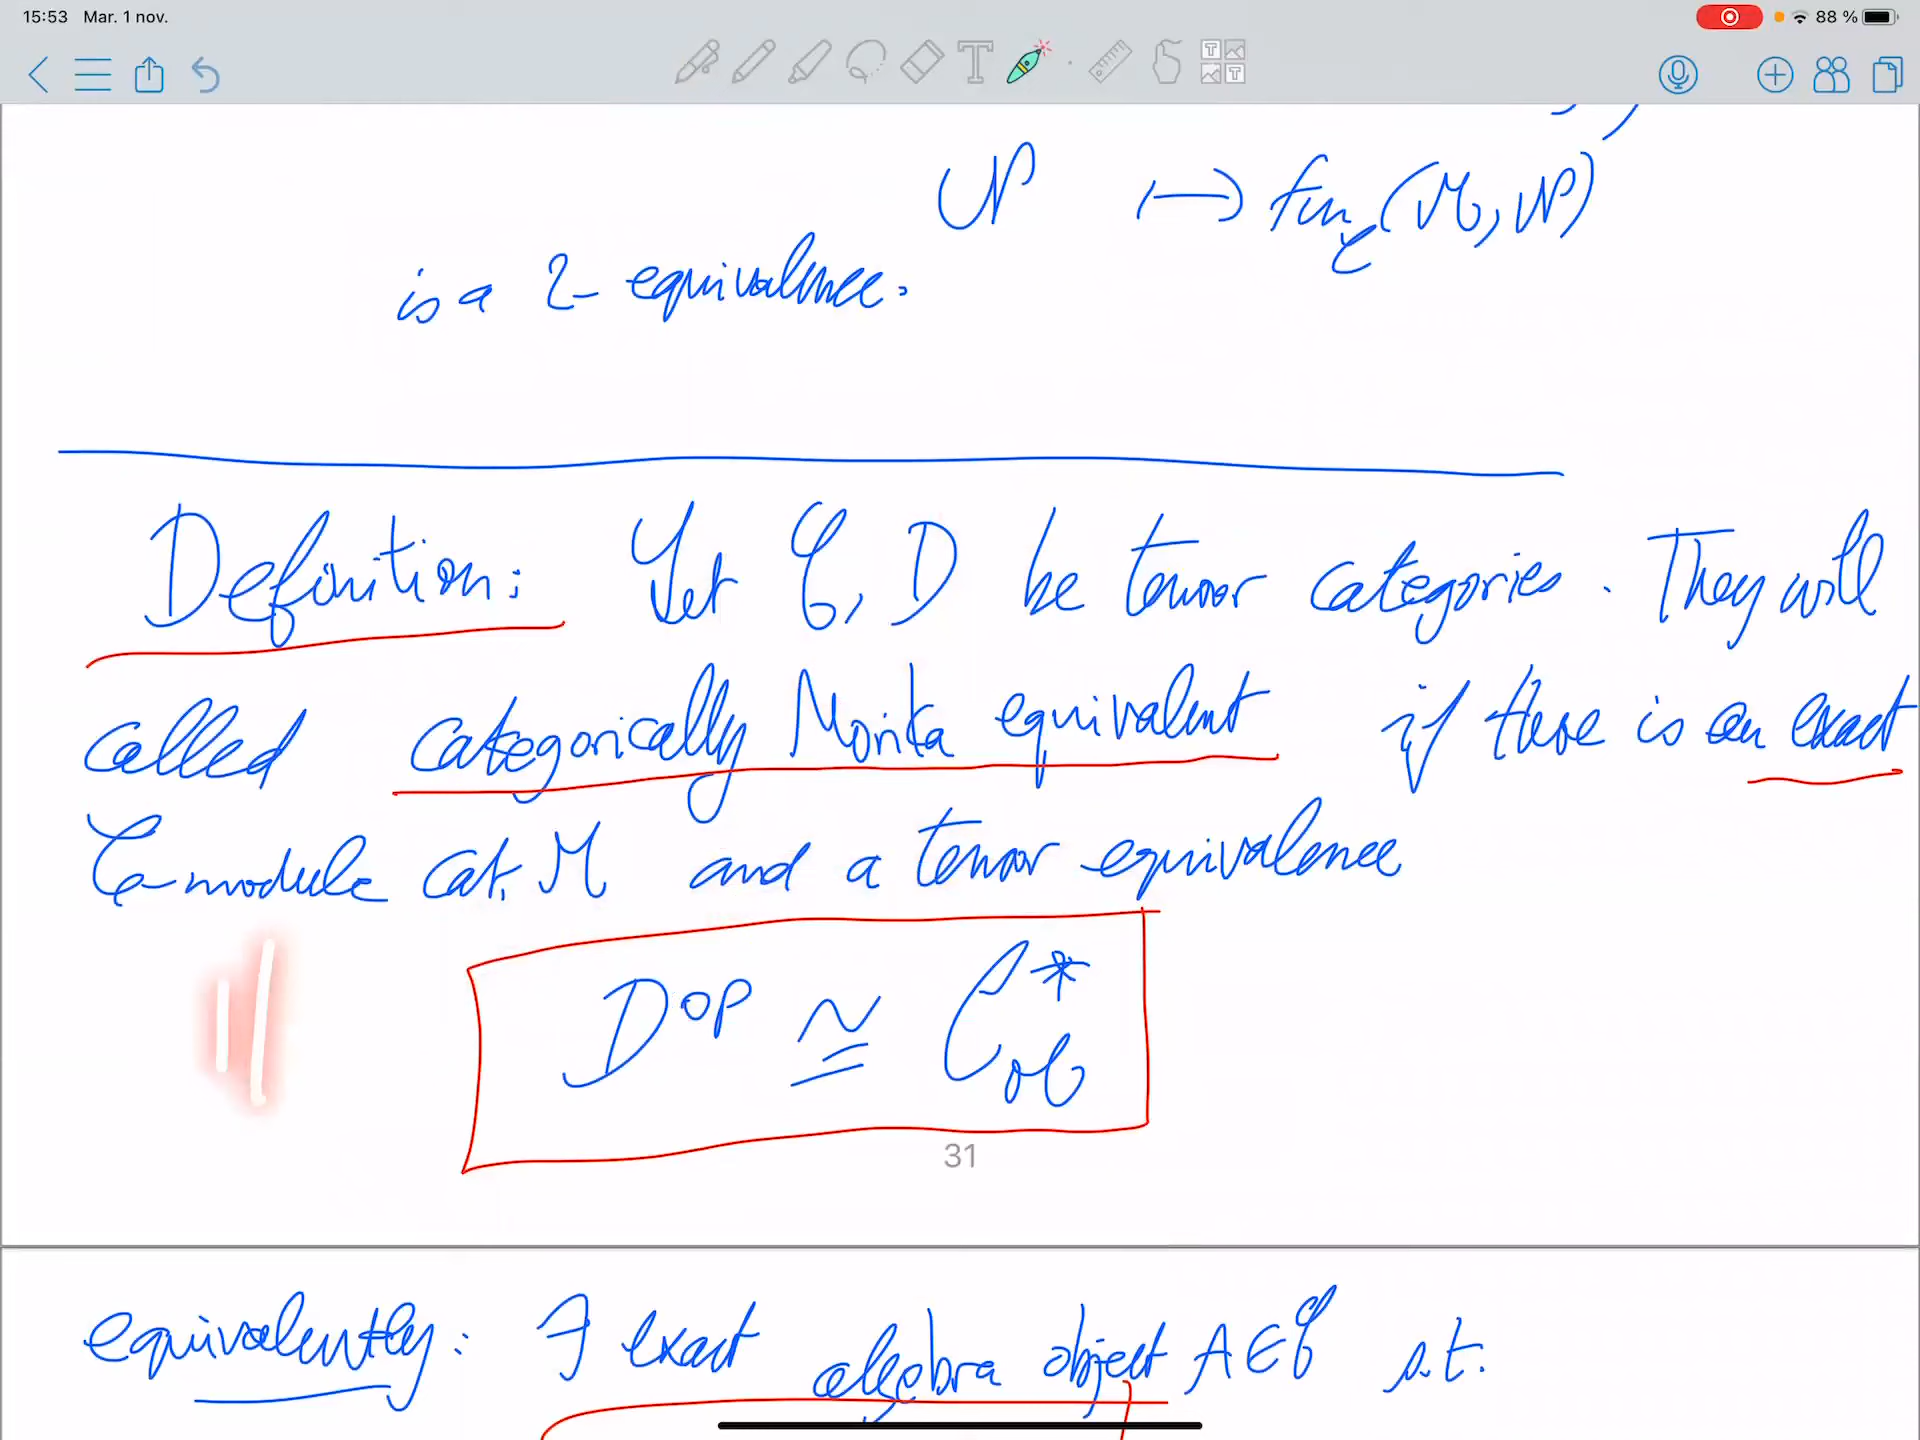 15:53 Mar. 1 nov. 88 %
N ↦ Fun_C(M, N)
is a 2-equivalence.
Definition: Let C, D be tensor categories. They will
called categorically Morita equivalent if there is an exact
C-module cat. M and a tensor equivalence
D^op ≅ C*_M
31
equivalently: ∃ exact algebra object A ∈ C s.t.